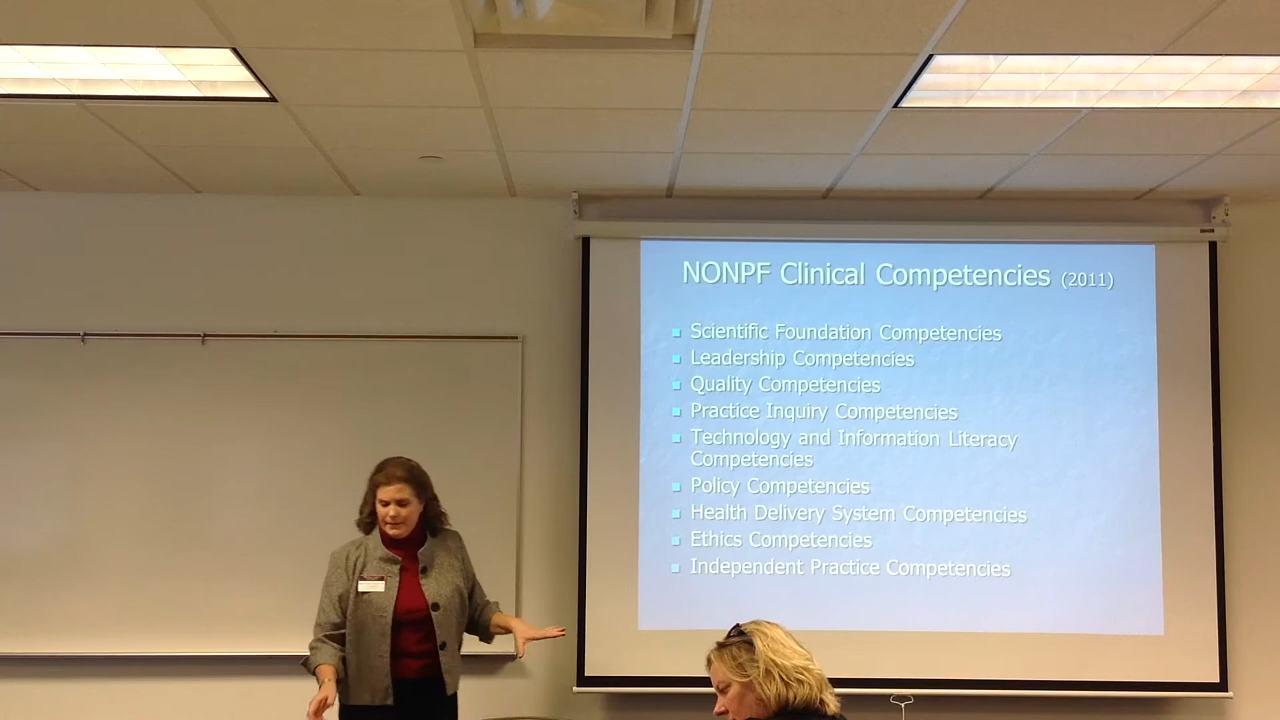 NONPF Clinical Competencies (2011)
Scientific Foundation Competencies
Leadership Competencies
Quality Competencies
Practice Inquiry Competencies
Technology and Information Literacy
Competencies
Policy Competencies
Health Delivery System Competencies
Ethics Competencies
Independent Practice Competencies